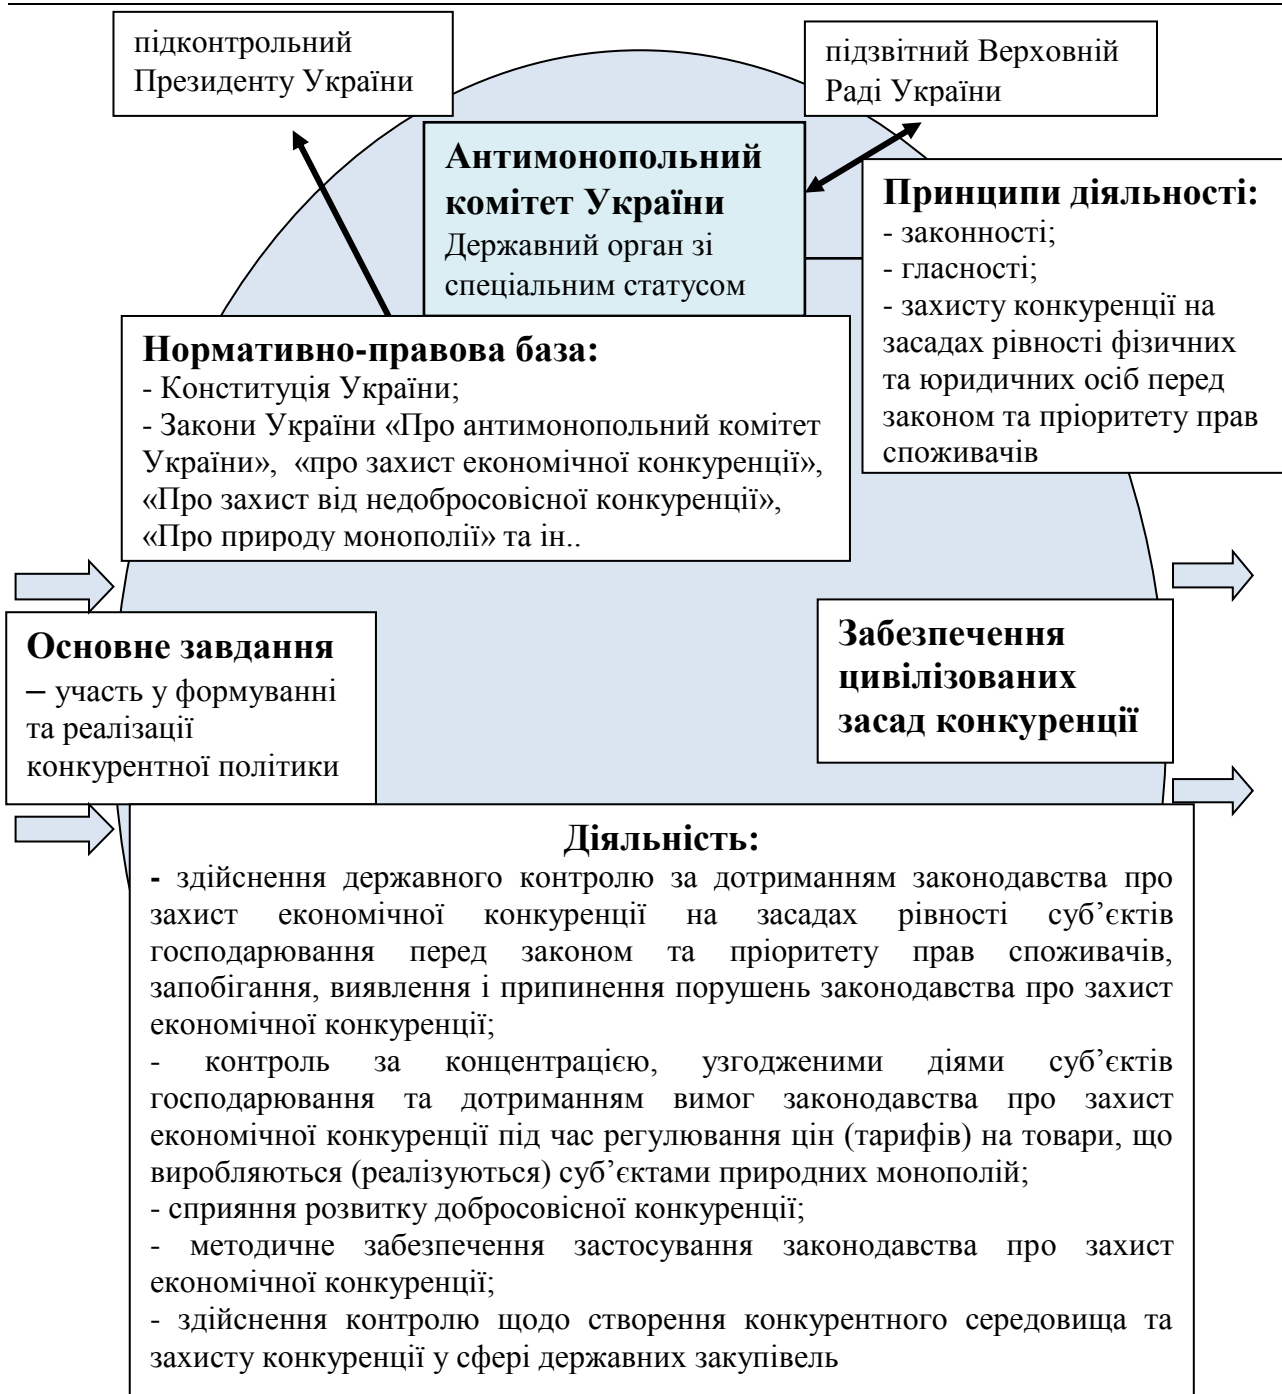 підконтрольний
Президенту України
підзвітний Верховній
Раді України
Антимонопольний
комітет України
Державний орган зі
спеціальним статусом
Принципи діяльності:
- законності;
- гласності;
- захисту конкуренції на
засадах рівності фізичних
та юридичних осіб перед
законом та пріоритету прав
споживачів
Нормативно-правова база:
- Конституція України;
- Закони України «Про антимонопольний комітет
України», «про захист економічної конкуренції»,
«Про захист від недобросовісної конкуренції»,
«Про природу монополії» та ін..
Основне завдання
– участь у формуванні
та реалізації
конкурентної політики
Забезпечення
цивілізованих
засад конкуренції
Діяльність:
- здійснення державного контролю за дотриманням законодавства про
захист економічної конкуренції на засадах рівності суб’єктів
господарювання перед законом та пріоритету прав споживачів,
запобігання, виявлення і припинення порушень законодавства про захист
економічної конкуренції;
- контроль за концентрацією, узгодженими діями суб’єктів
господарювання та дотриманням вимог законодавства про захист
економічної конкуренції під час регулювання цін (тарифів) на товари, що
виробляються (реалізуються) суб’єктами природних монополій;
- сприяння розвитку добросовісної конкуренції;
- методичне забезпечення застосування законодавства про захист
економічної конкуренції;
- здійснення контролю щодо створення конкурентного середовища та
захисту конкуренції у сфері державних закупівель